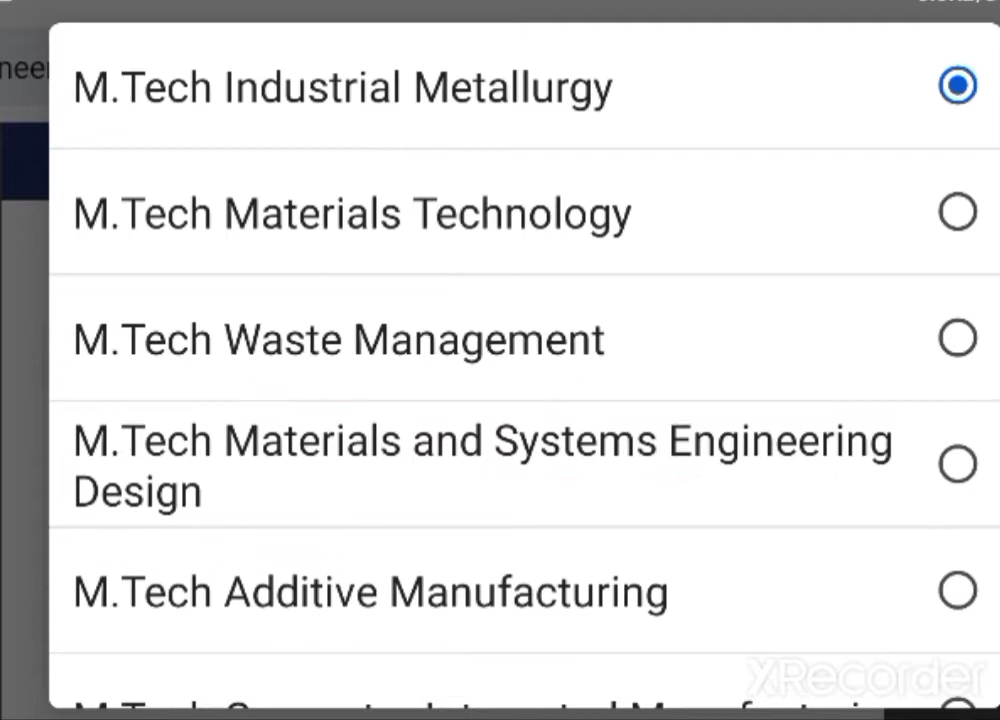 M.Tech Industrial Metallurgy
M.Tech Materials Technology
M.Tech Waste Management
M.Tech Materials and Systems Engineering
Design
M.Tech Additive Manufacturing
XRecorder